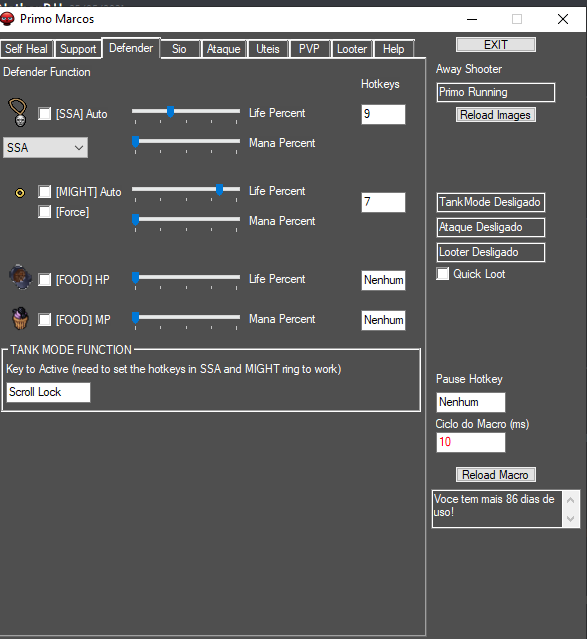 Primo Marcos
Self Heal
Support
Defender
Sio
Ataque
Uteis
PVP
Looter
Help
EXIT
Defender Function
Away Shooter
Hotkeys
Primo Running
[SSA] Auto
Life Percent
9
Reload Images
SSA
Mana Percent
[MIGHT] Auto
Life Percent
7
TankMode Desligado
[Force]
Mana Percent
Ataque Desligado
Looter Desligado
[FOOD] HP
Life Percent
Nenhum
Quick Loot
[FOOD] MP
Mana Percent
Nenhum
TANK MODE FUNCTION
Key to Active (need to set the hotkeys in SSA and MIGHT ring to work)
Scroll Lock
Pause Hotkey
Nenhum
Ciclo do Macro (ms)
10
Reload Macro
Voce tem mais 86 dias de
uso!